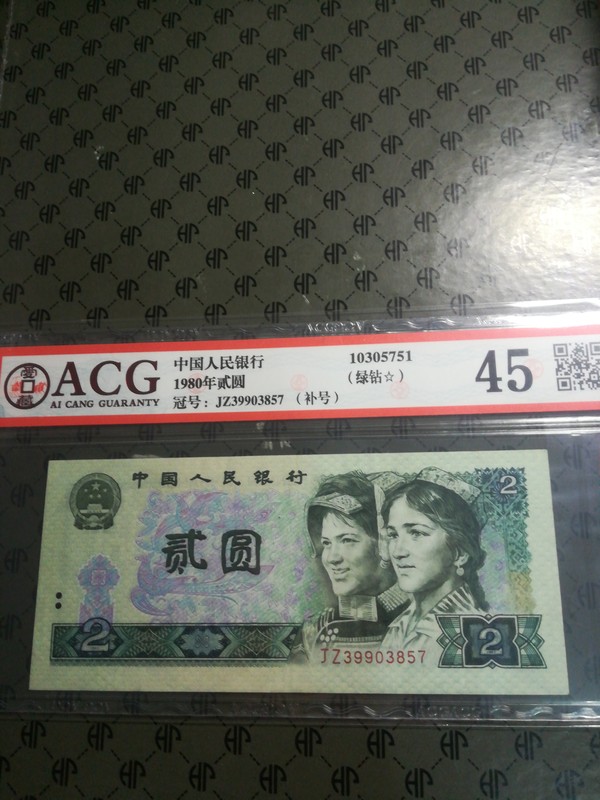 ACG
AI CANG GUARANTY
中国人民银行
1980年贰圆
冠号：JZ39903857（补号）
10305751
（绿钻☆）
45
中国人民银行
2
贰圆
2
JZ39903857
2